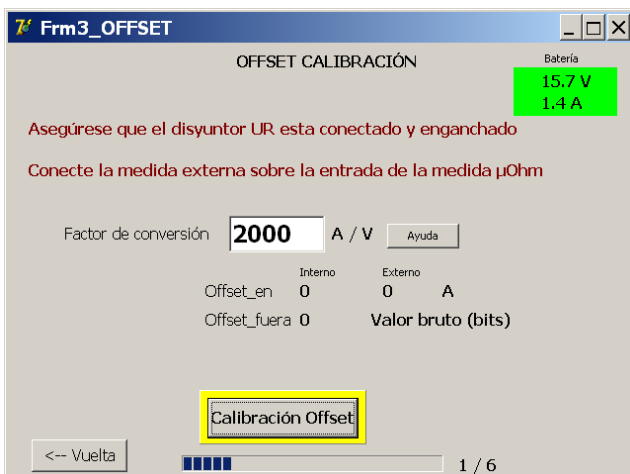 Frm3_OFFSET
OFFSET CALIBRACIÓN
Batería
15.7 V
1.4 A
Asegúrese que el disyuntor UR esta conectado y enganchado
Conecte la medida externa sobre la entrada de la medida µOhm
Factor de conversión 2000 A / V Ayuda
Interno Externo
Offset_en 0 0 A
Offset_fuera 0 Valor bruto (bits)
Calibración Offset
<-- Vuelta 1 / 6